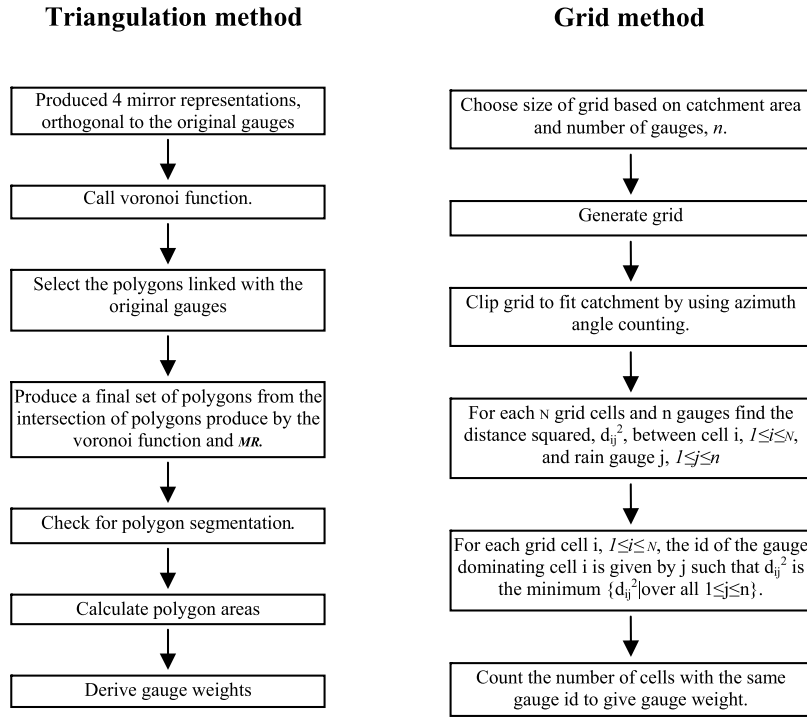 Triangulation method
Produced 4 mirror representations,
orthogonal to the original gauges
Call voronoi function.
Select the polygons linked with the
original gauges
Produce a final set of polygons from the
intersection of polygons produce by the
voronoi function and MR.
Check for polygon segmentation.
Calculate polygon areas
Derive gauge weights
Grid method
Choose size of grid based on catchment area
and number of gauges, n.
Generate grid
Clip grid to fit catchment by using azimuth
angle counting.
For each N grid cells and n gauges find the
distance squared, d_ij², between cell i, 1≤i≤N,
and rain gauge j, 1≤j≤n
For each grid cell i, 1≤i≤ N, the id of the gauge
dominating cell i is given by j such that d_ij² is
the minimum {d_ij²|over all 1≤j≤n}.
Count the number of cells with the same
gauge id to give gauge weight.